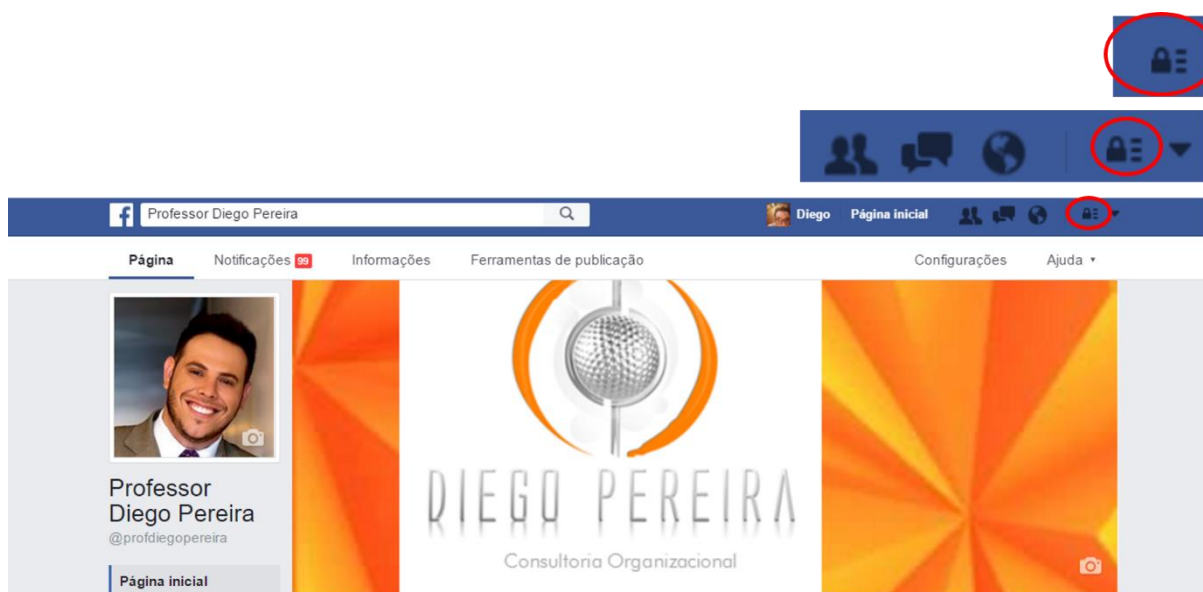 Professor Diego Pereira
Diego Página inicial
Página Notificações 99 Informações Ferramentas de publicação Configurações Ajuda
DIEGO PEREIRA
Consultoria Organizacional
Professor
Diego Pereira
@profdiegopereira
Página inicial